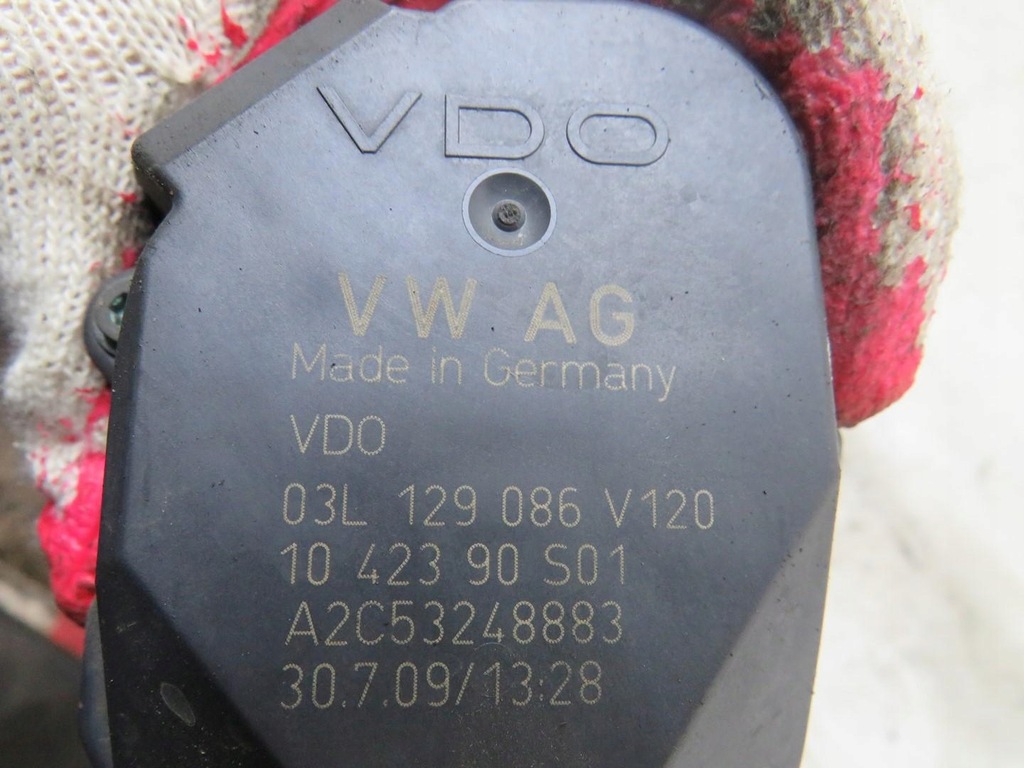 VDO
VW AG
Made in Germany
VDO
03L 129 086 V120
10 423 90 S01
A2C53248883
30.7.09/13:28